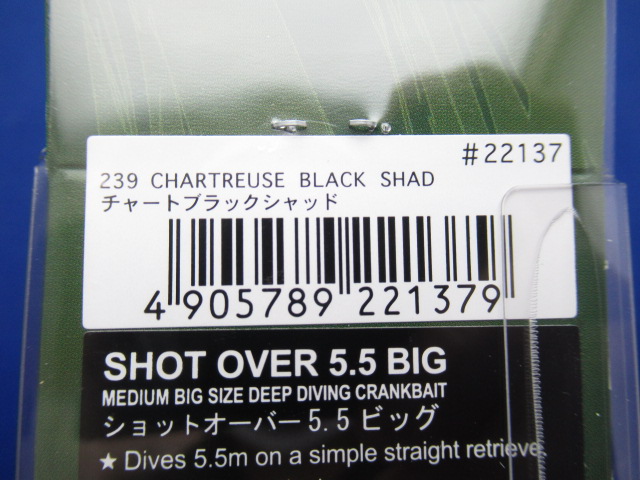 #22137
239 CHARTREUSE BLACK SHAD
チャートブラックシャッド
4 905789 221379
SHOT OVER 5.5 BIG
MEDIUM BIG SIZE DEEP DIVING CRANKBAIT
ショットオーバー5.5ビッグ
★ Dives 5.5m on a simple straight retrieve.